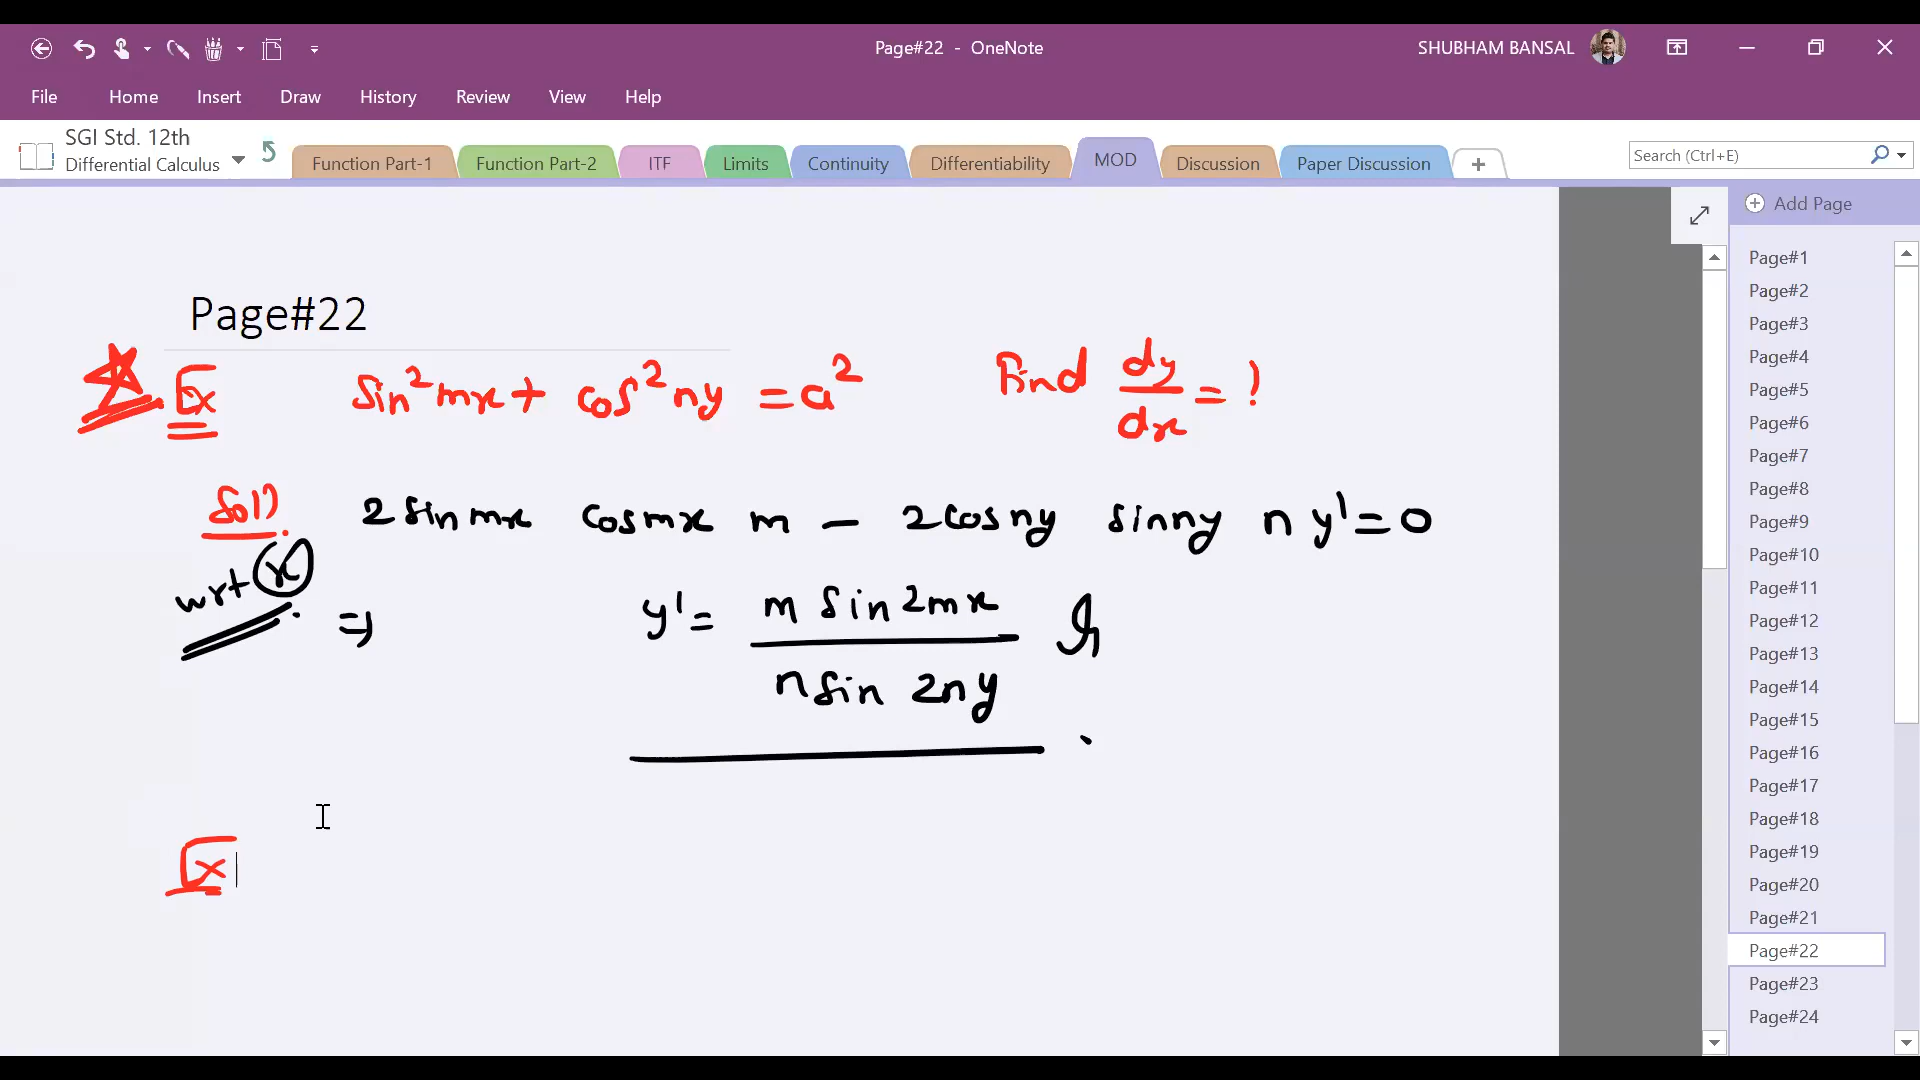 Page#22 - OneNote
SHUBHAM BANSAL
File Home Insert Draw History Review View Help
SGI Std. 12th
Differential Calculus
Function Part-1 Function Part-2 ITF Limits Continuity Differentiability MOD Discussion Paper Discussion
Search (Ctrl+E)
Add Page
Page#22
Ex sin²mx + cos²ny = a² Find dy/dx = ?
Solⁿ 2 sin mx cos mx m - 2 cos ny sin ny n y' = 0
wrt x
⇒ y' = m sin 2mx / n sin 2ny
Ex
Page#1
Page#2
Page#3
Page#4
Page#5
Page#6
Page#7
Page#8
Page#9
Page#10
Page#11
Page#12
Page#13
Page#14
Page#15
Page#16
Page#17
Page#18
Page#19
Page#20
Page#21
Page#22
Page#23
Page#24